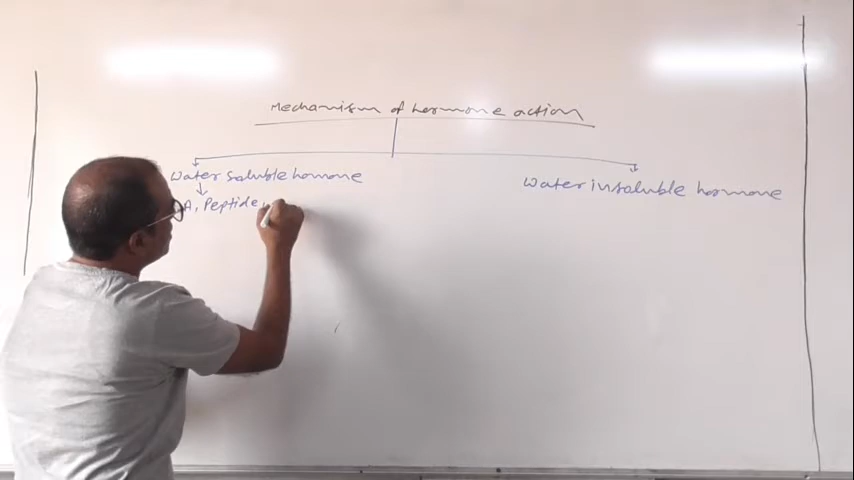 Mechanism of hormone action
Water soluble hormone
Water insoluble hormone
A, Peptide,